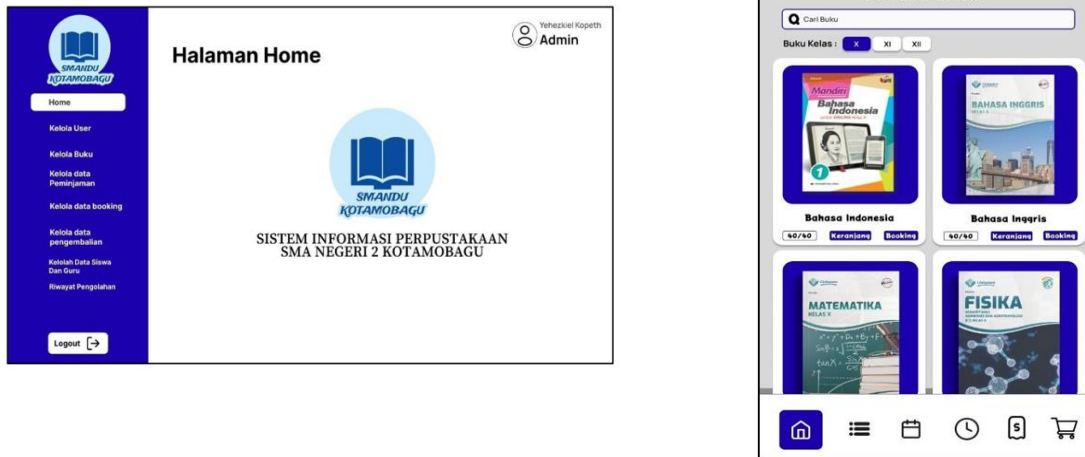 SMANDU
KOTAMOBAGU
Home
Kelola User
Kelola Buku
Kelola data
Peminjaman
Kelola data booking
Kelola data
pengembalian
Kelolah Data Siswa
Dan Guru
Riwayat Pengolahan
Logout
Halaman Home
Yehezkiel Kopeth
Admin
SMANDU
KOTAMOBAGU
SISTEM INFORMASI PERPUSTAKAAN
SMA NEGERI 2 KOTAMOBAGU
Cari Buku
Buku Kelas :
X
XI
XII
Mandiri
Bahasa
Indonesia
1
Bahasa Indonesia
40/40
Keranjang
Booking
BAHASA INGGRIS
KELAS X
Bahasa Inggris
40/40
Keranjang
Booking
MATEMATIKA
KELAS X
FISIKA